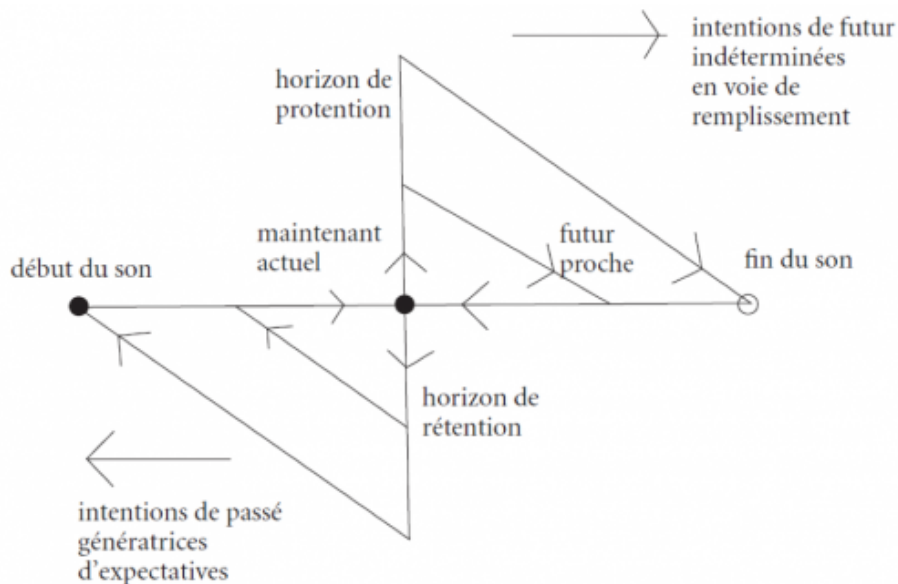 intentions de futur
indéterminées
en voie de
remplissement
horizon de
protention
maintenant
actuel
futur
proche
début du son
fin du son
horizon de
rétention
intentions de passé
génératrices
d'expectatives